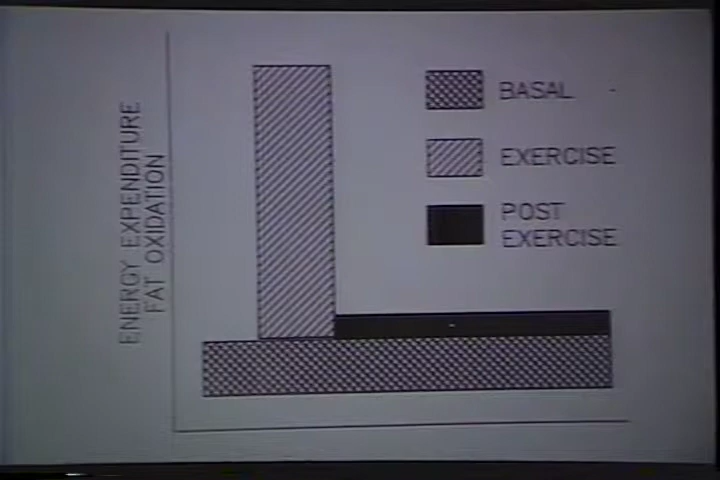 ENERGY EXPENDITURE
FAT OXIDATION
BASAL
EXERCISE
POST
EXERCISE